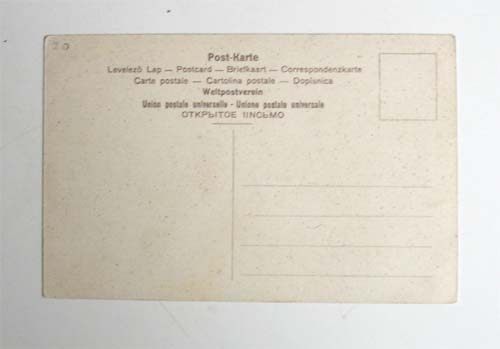 20
Post-Karte
Levelező Lap — Postcard — Briefkaart — Correspondenzkarte
Carte postale — Cartolina postale — Dopisnica
Weltpostverein
Union postale universelle - Unione postale universale
ОТКРЫТОЕ ПИСЬМО